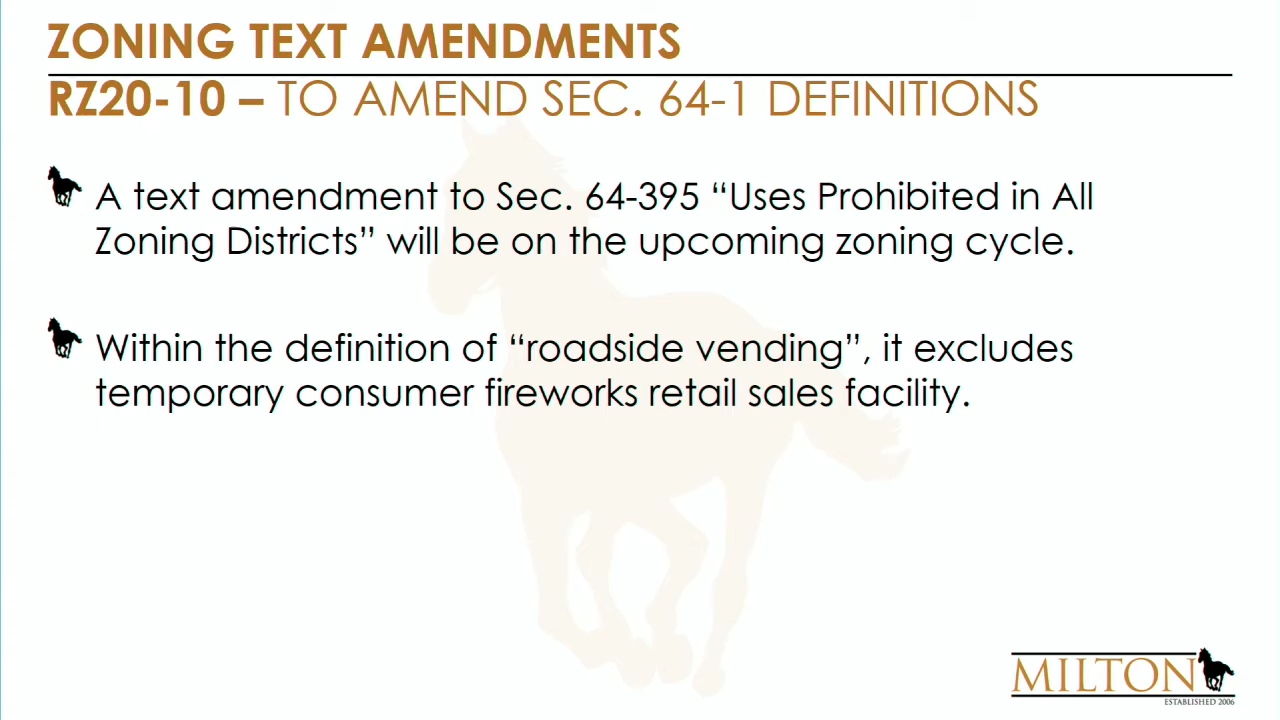 ZONING TEXT AMENDMENTS
RZ20-10 – TO AMEND SEC. 64-1 DEFINITIONS
A text amendment to Sec. 64-395 “Uses Prohibited in All
Zoning Districts” will be on the upcoming zoning cycle.
Within the definition of “roadside vending”, it excludes
temporary consumer fireworks retail sales facility.
MILTON
ESTABLISHED 2006